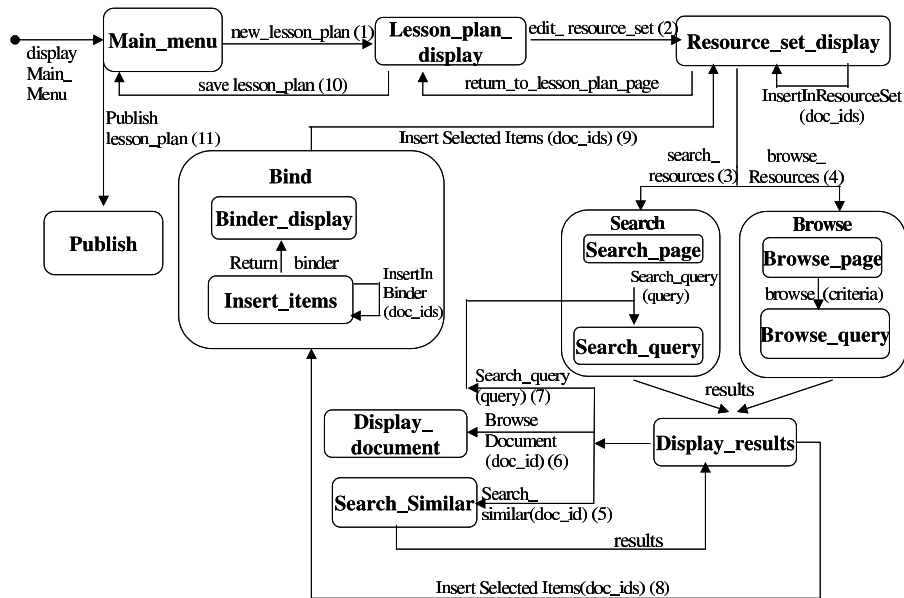 display
Main_
Menu
Main_menu
new_lesson_plan (1)
Lesson_plan_
display
edit_ resource_set (2)
Resource_set_display
save lesson_plan (10)
return_to_lesson_plan_page
InsertInResourceSet
(doc_ids)
Publish
lesson_plan (11)
Insert Selected Items (doc_ids) (9)
search_
resources (3)
browse_
Resources (4)
Publish
Bind
Binder_display
Return binder
Insert_items
InsertIn
Binder
(doc_ids)
Search
Search_page
Search_query
(query)
Search_query
Browse
Browse_page
browse (criteria)
Browse_query
results
Search_query
(query) (7)
Display_
document
Browse
Document
(doc_id) (6)
Display_results
Search_Similar
Search_
similar(doc_id) (5)
results
Insert Selected Items(doc_ids) (8)